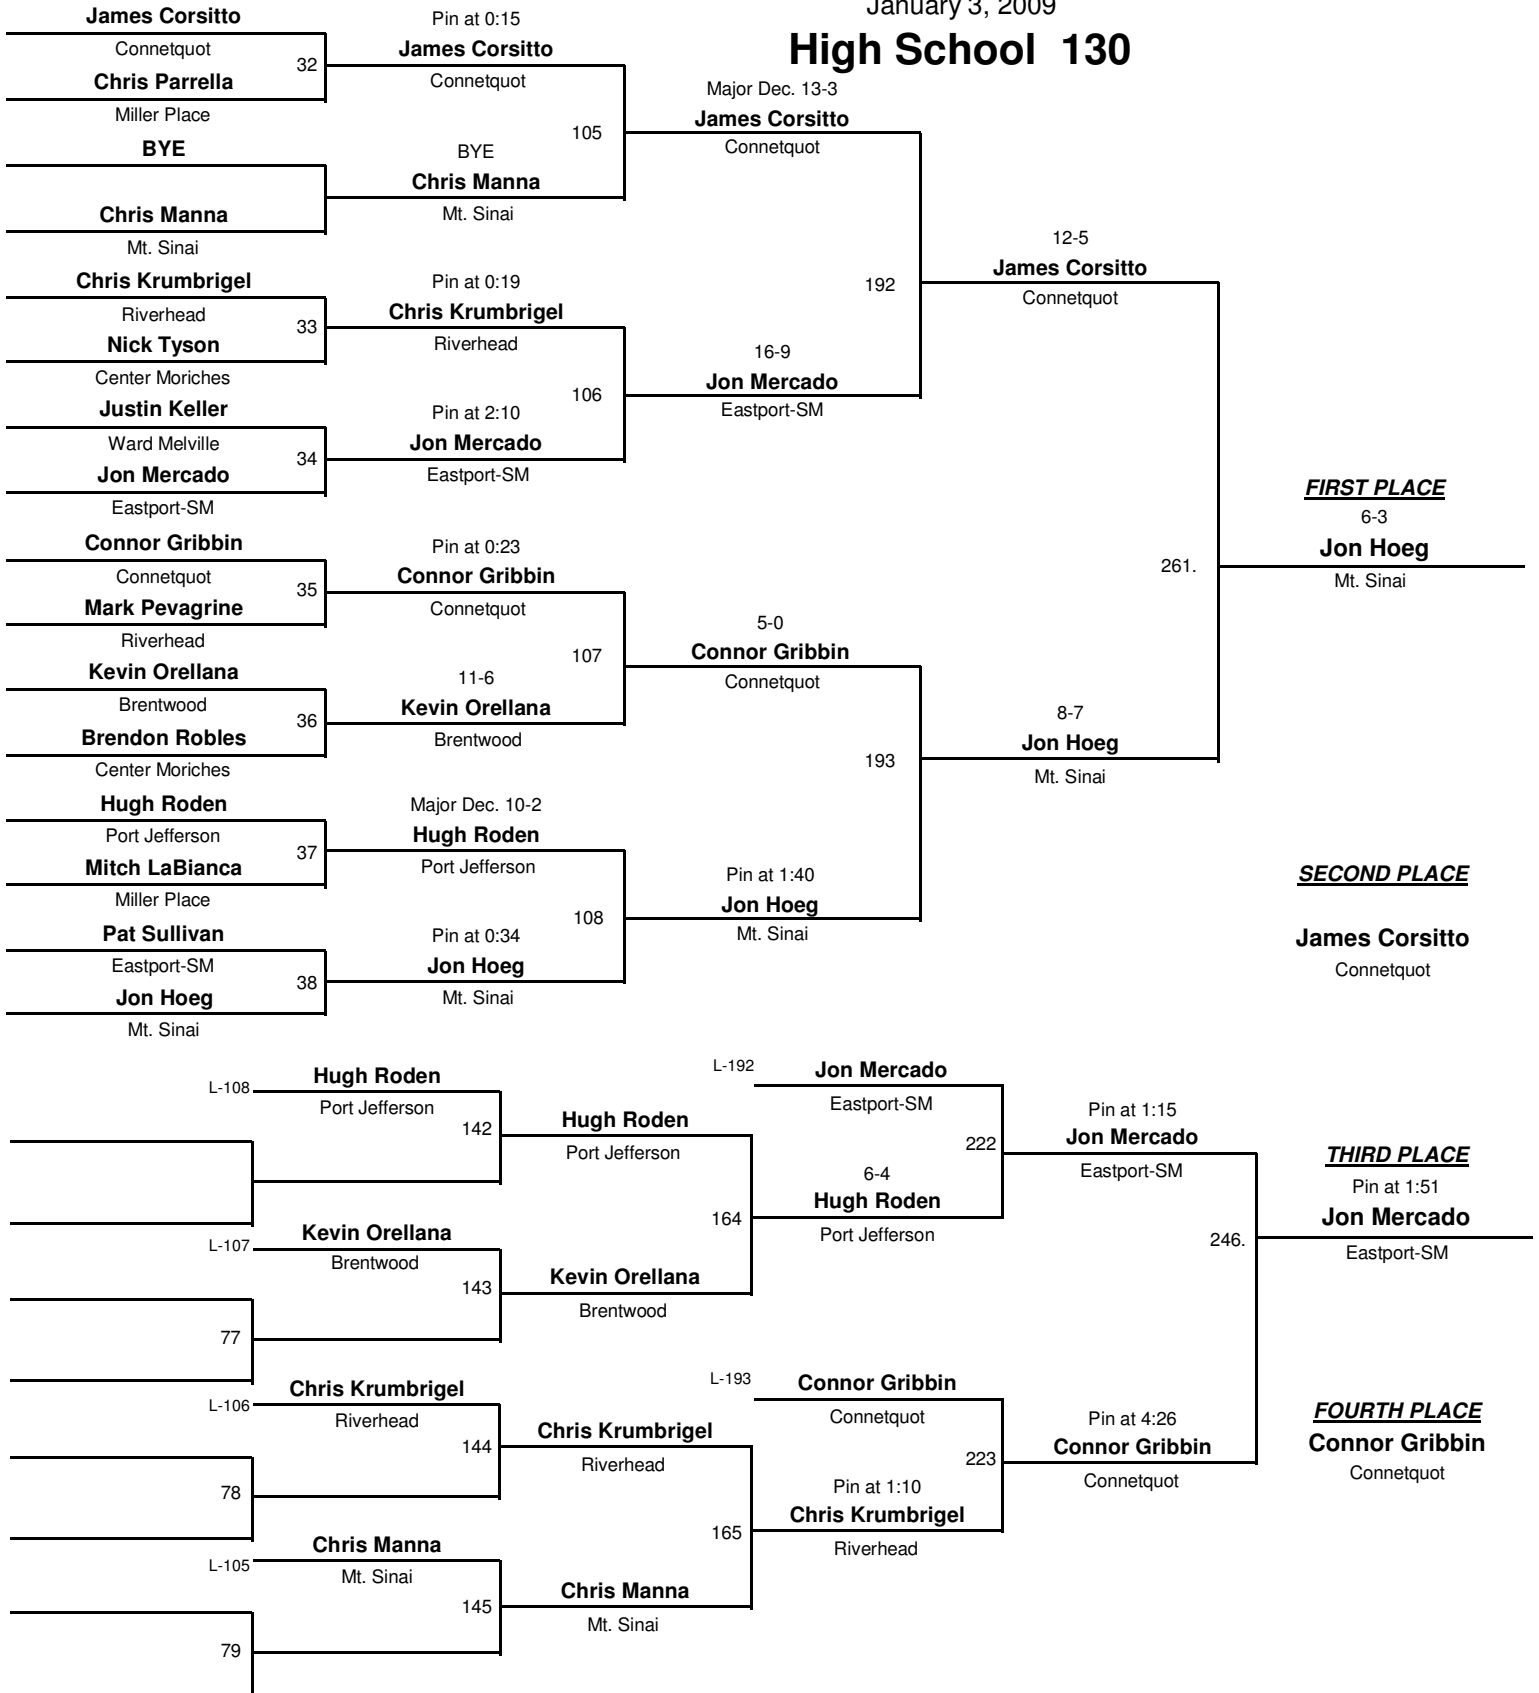 January 3, 2009
High School 130
James Corsitto
Connetquot
32
Chris Parrella
Miller Place
BYE
Chris Manna
Mt. Sinai
Chris Krumbrigel
Riverhead
33
Nick Tyson
Center Moriches
Justin Keller
Ward Melville
34
Jon Mercado
Eastport-SM
Connor Gribbin
Connetquot
35
Mark Pevagrine
Riverhead
Kevin Orellana
Brentwood
36
Brendon Robles
Center Moriches
Hugh Roden
Port Jefferson
37
Mitch LaBianca
Miller Place
Pat Sullivan
Eastport-SM
38
Jon Hoeg
Mt. Sinai
Pin at 0:15
James Corsitto
Connetquot
105
BYE
Chris Manna
Mt. Sinai
Pin at 0:19
Chris Krumbrigel
Riverhead
106
Pin at 2:10
Jon Mercado
Eastport-SM
Pin at 0:23
Connor Gribbin
Connetquot
107
11-6
Kevin Orellana
Brentwood
Major Dec. 10-2
Hugh Roden
Port Jefferson
108
Pin at 0:34
Jon Hoeg
Mt. Sinai
Major Dec. 13-3
James Corsitto
Connetquot
192
16-9
Jon Mercado
Eastport-SM
5-0
Connor Gribbin
Connetquot
193
Pin at 1:40
Jon Hoeg
Mt. Sinai
12-5
James Corsitto
Connetquot
261.
8-7
Jon Hoeg
Mt. Sinai
FIRST PLACE
6-3
Jon Hoeg
Mt. Sinai
SECOND PLACE
James Corsitto
Connetquot
L-108
Hugh Roden
Port Jefferson
142
L-107
Kevin Orellana
Brentwood
143
77
L-106
Chris Krumbrigel
Riverhead
144
78
L-105
Chris Manna
Mt. Sinai
145
79
Hugh Roden
Port Jefferson
164
Kevin Orellana
Brentwood
Chris Krumbrigel
Riverhead
165
Chris Manna
Mt. Sinai
L-192
Jon Mercado
Eastport-SM
222
6-4
Hugh Roden
Port Jefferson
L-193
Connor Gribbin
Connetquot
223
Pin at 1:10
Chris Krumbrigel
Riverhead
Pin at 1:15
Jon Mercado
Eastport-SM
246.
Pin at 4:26
Connor Gribbin
Connetquot
THIRD PLACE
Pin at 1:51
Jon Mercado
Eastport-SM
FOURTH PLACE
Connor Gribbin
Connetquot